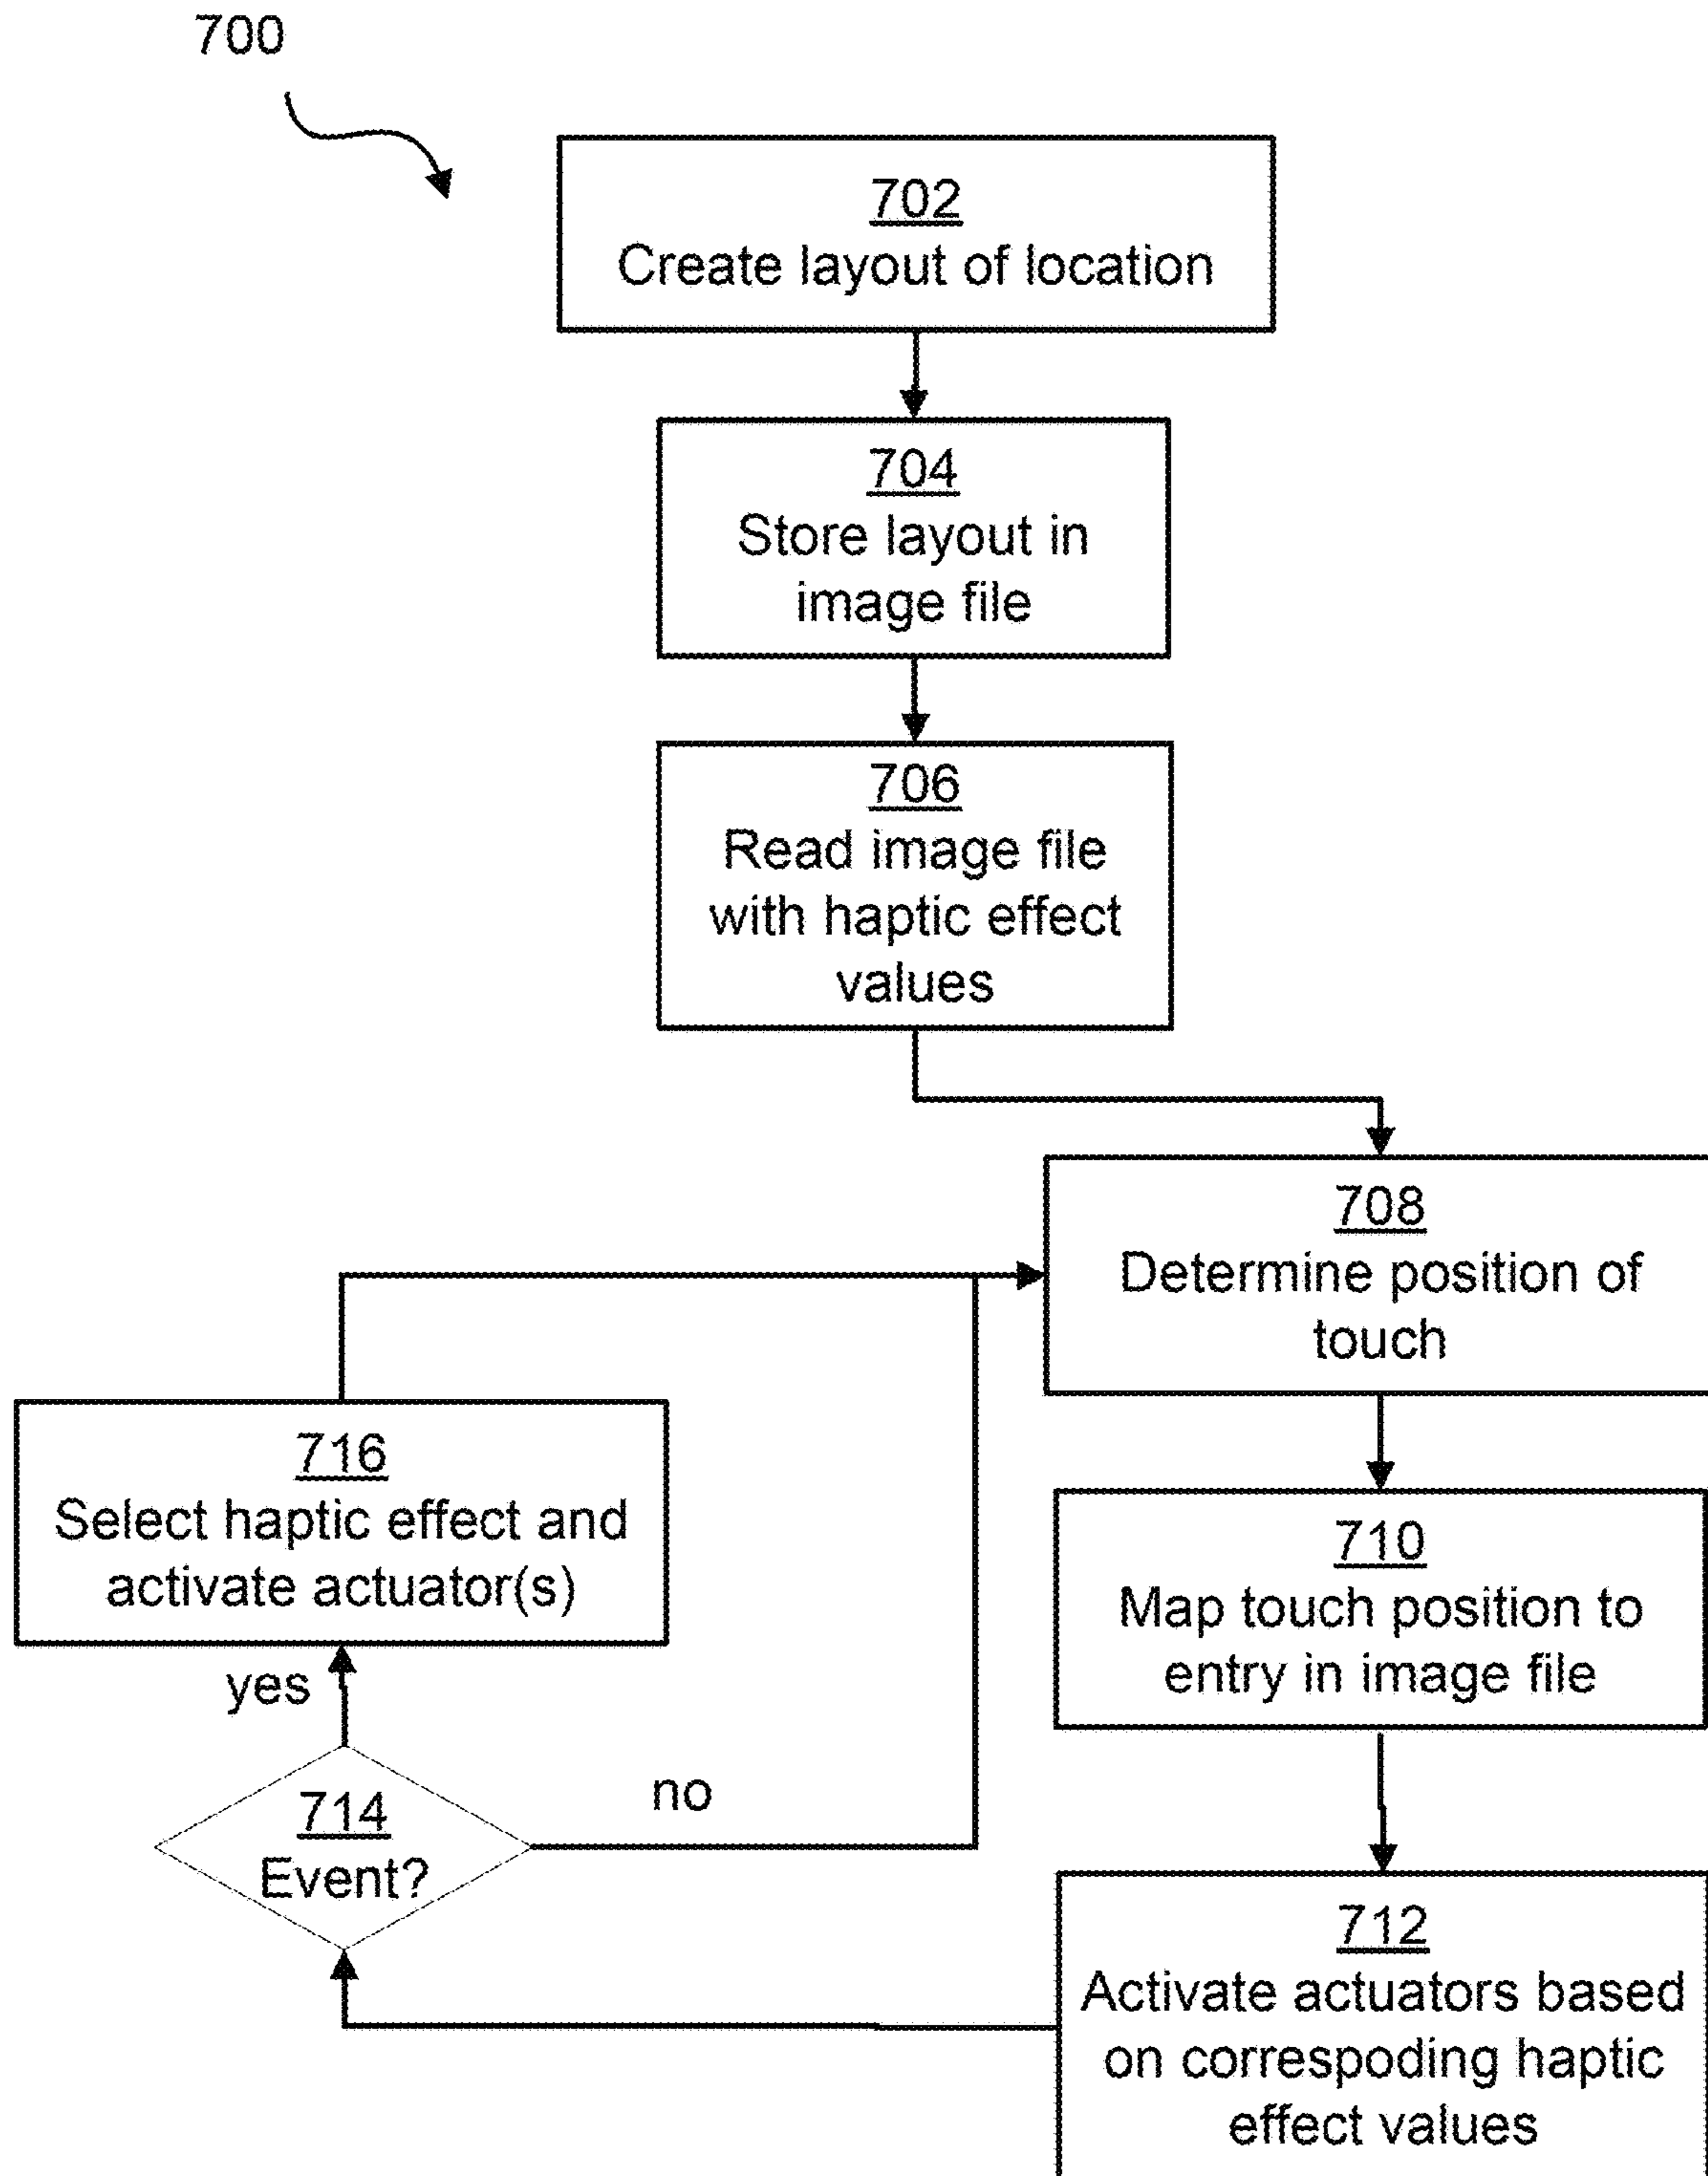 700
702
Create layout of location
704
Store layout in
image file
706
Read image file
with haptic effect
values
708
Determine position of
touch
716
Select haptic effect and
activate actuator(s)
710
Map touch position to
entry in image file
yes
no
714
Event?
712
Activate actuators based
on correspoding haptic
effect values